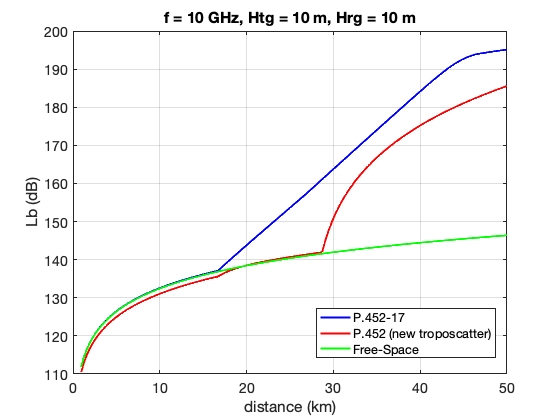 f = 10 GHz, Htg = 10 m, Hrg = 10 m
200
190
180
170
160
150
140
130
120
110
Lb (dB)
0
10
20
30
40
50
distance (km)
P.452-17
P.452 (new troposcatter)
Free-Space